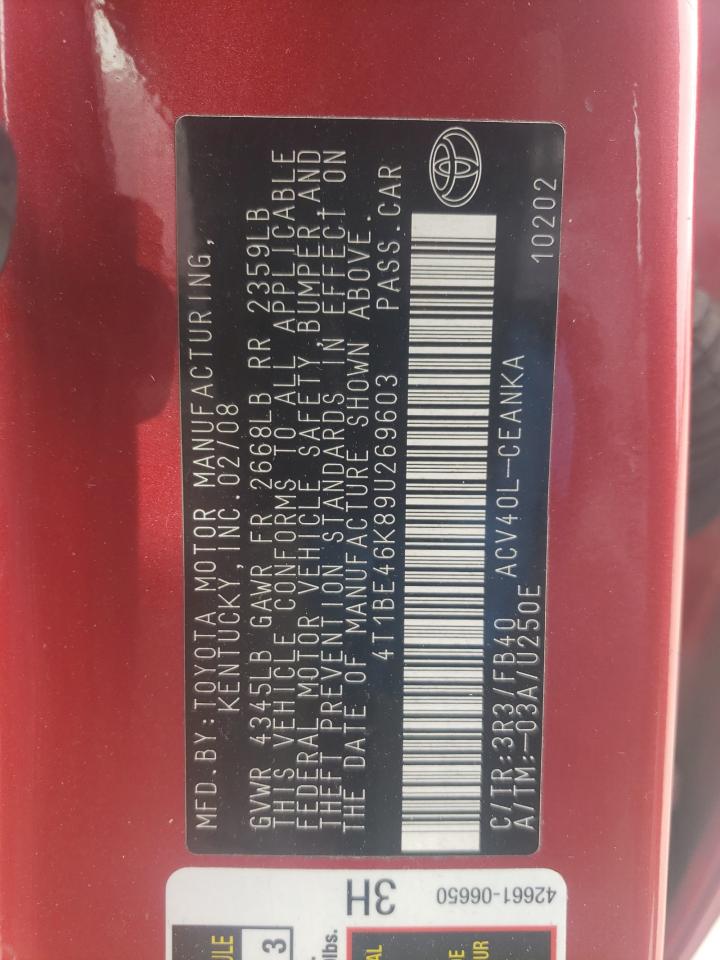 MFD.BY:TOYOTA MOTOR MANUFACTURING,
KENTUCKY,INC.02/08
GVWR 4345LB GAWR FR 2668LB RR 2359LB
THIS VEHICLE CONFORMS TO ALL APPLICABLE
FEDERAL MOTOR VEHICLE SAFETY,BUMPER,AND
THEFT PREVENTION STANDARDS IN EFFECT ON
THE DATE OF MANUFACTURE SHOWN ABOVE.
4T1BE46K89U269603 PASS.CAR
C/TR:3R3/FB40 ACV40L-CEANKA
A/TM:-03A/U250E 10202
42661-06650
3H
lbs.
3